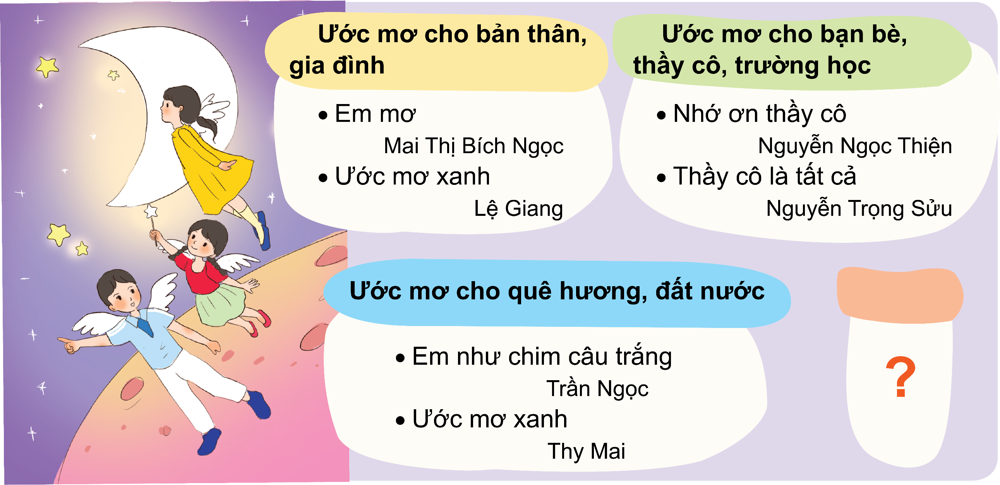 Ước mơ cho bản thân,
gia đình
• Em mơ
Mai Thị Bích Ngọc
• Ước mơ xanh
Lệ Giang
Ước mơ cho bạn bè,
thầy cô, trường học
• Nhớ ơn thầy cô
Nguyễn Ngọc Thiện
• Thầy cô là tất cả
Nguyễn Trọng Sửu
Ước mơ cho quê hương, đất nước
• Em như chim câu trắng
Trần Ngọc
• Ước mơ xanh
Thy Mai
?